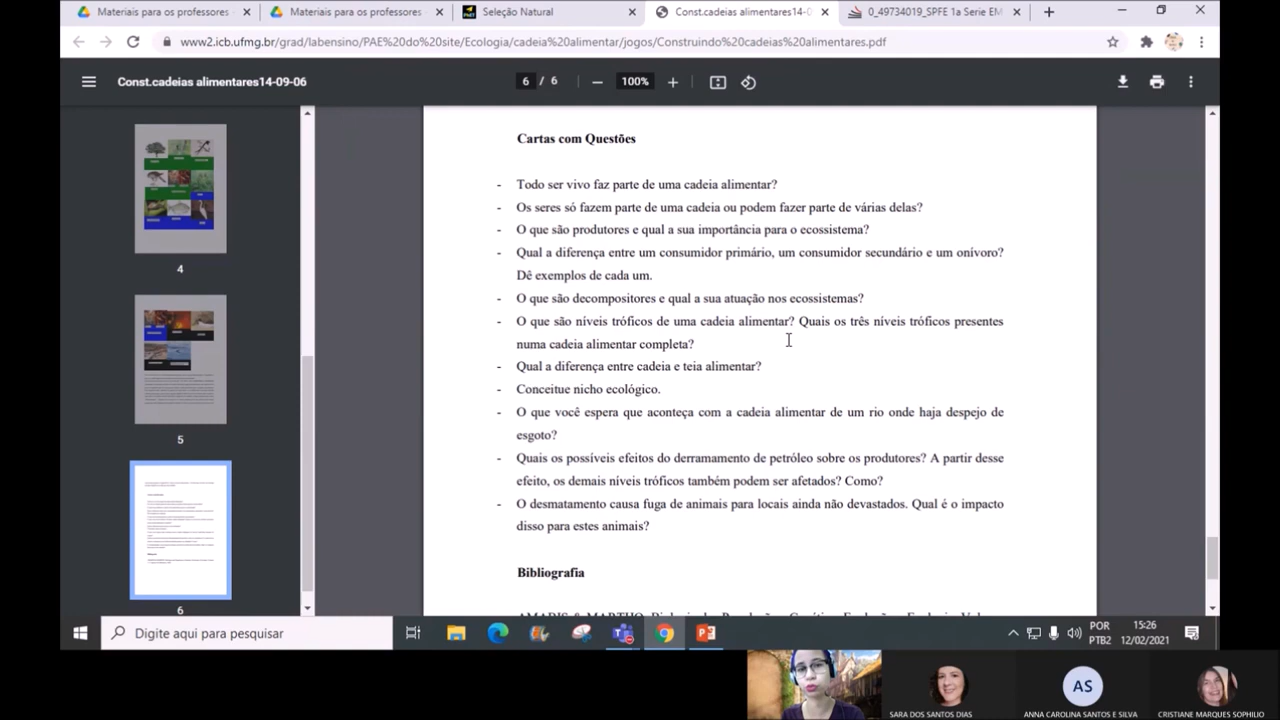 Materiais para os professores
Materiais para os professores
Seleção Natural
Const.cadeias alimentares14-0
0_49734019_SPFE 1a Serie EM
www2.icb.ufmg.br/grad/labensino/PAE%20do%20site/Ecologia/cadeia%20alimentar/jogos/Construindo%20cadeias%20alimentares.pdf
Const.cadeias alimentares14-09-06
6 / 6
100%
4
5
6
Cartas com Questões
- Todo ser vivo faz parte de uma cadeia alimentar?
- Os seres só fazem parte de uma cadeia ou podem fazer parte de várias delas?
- O que são produtores e qual a sua importância para o ecossistema?
- Qual a diferença entre um consumidor primário, um consumidor secundário e um onívoro?
Dê exemplos de cada um.
- O que são decompositores e qual a sua atuação nos ecossistemas?
- O que são níveis tróficos de uma cadeia alimentar? Quais os três níveis tróficos presentes
numa cadeia alimentar completa?
- Qual a diferença entre cadeia e teia alimentar?
- Conceitue nicho ecológico.
- O que você espera que aconteça com a cadeia alimentar de um rio onde haja despejo de
esgoto?
- Quais os possíveis efeitos do derramamento de petróleo sobre os produtores? A partir desse
efeito, os demais níveis tróficos também podem ser afetados? Como?
- O desmatamento causa fuga de animais para locais ainda não devastados. Qual é o impacto
disso para estes animais?
Bibliografia
Digite aqui para pesquisar
POR
PTB2
15:26
12/02/2021
AS
SARA DOS SANTOS DIAS
ANNA CAROLINA SANTOS E SILVA
CRISTIANE MARQUES SOPHILIO